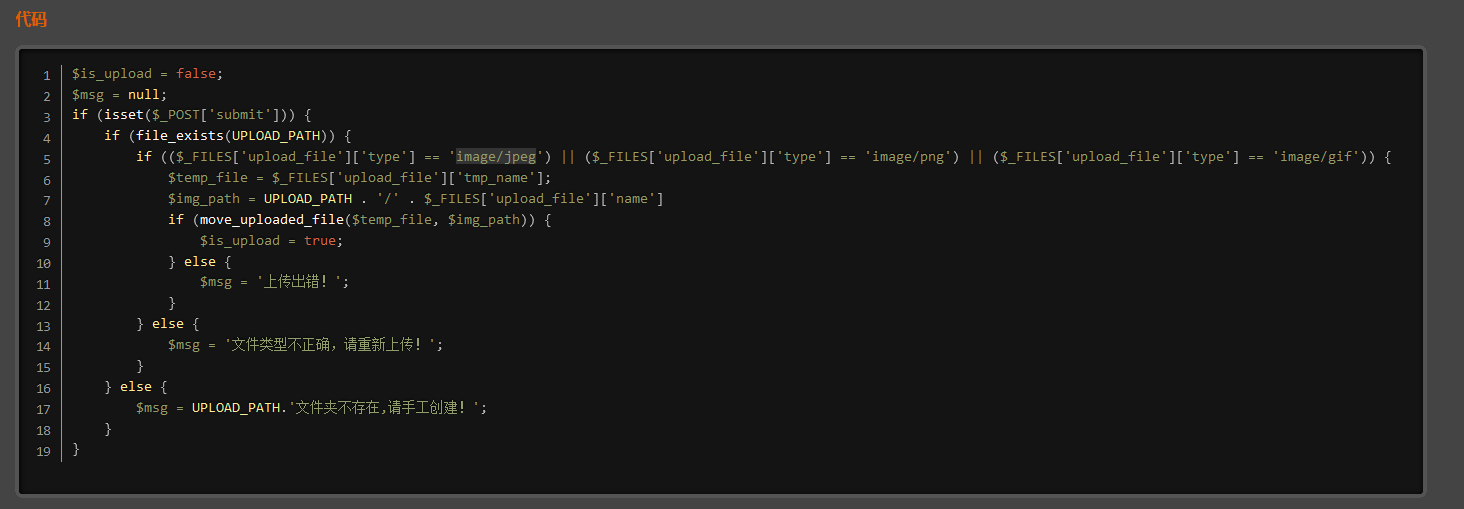 代码
1 $is_upload = false;
2 $msg = null;
3 if (isset($_POST['submit'])) {
4     if (file_exists(UPLOAD_PATH)) {
5         if (($_FILES['upload_file']['type'] == 'image/jpeg') || ($_FILES['upload_file']['type'] == 'image/png') || ($_FILES['upload_file']['type'] == 'image/gif')) {
6             $temp_file = $_FILES['upload_file']['tmp_name'];
7             $img_path = UPLOAD_PATH . '/' . $_FILES['upload_file']['name']
8             if (move_uploaded_file($temp_file, $img_path)) {
9                 $is_upload = true;
10             } else {
11                 $msg = '上传出错！';
12             }
13         } else {
14             $msg = '文件类型不正确，请重新上传！';
15         }
16     } else {
17         $msg = UPLOAD_PATH.'文件夹不存在,请手工创建！';
18     }
19 }